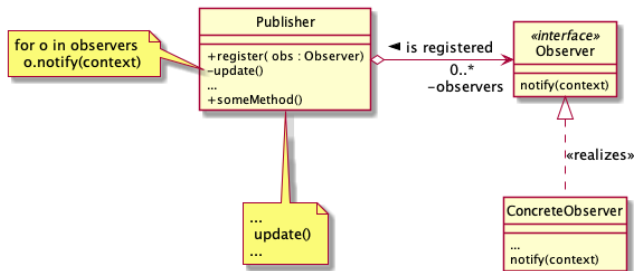 for o in observers
o.notify(context)
Publisher
+register( obs : Observer)
-update()
...
+someMethod()
◄ is registered
0..*
-observers
«interface»
Observer
notify(context)
«realizes»
...
update()
...
ConcreteObserver
...
notify(context)